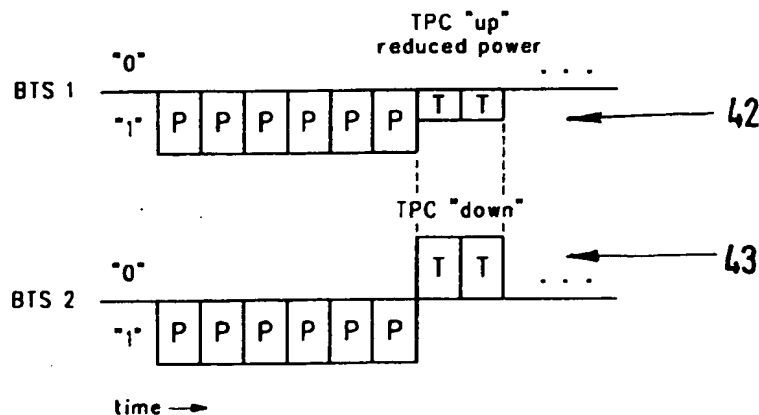 TPC "up"
reduced power
"0"
. . .
BTS 1
T T
P P P P P P
"1"
42
TPC "down"
"0"
T T
43
. . .
BTS 2
"1"
P P P P P P
time